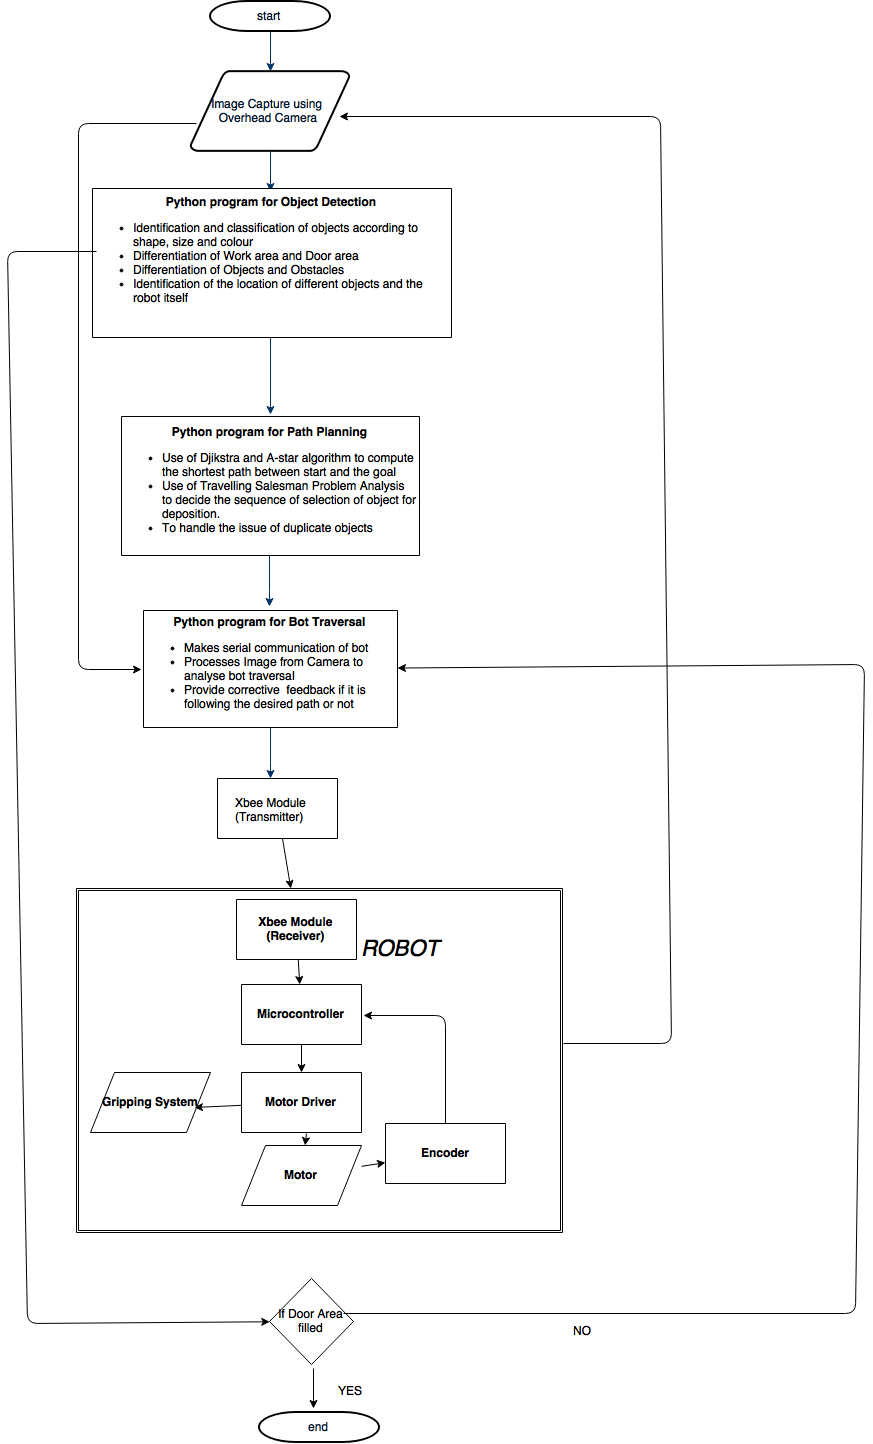 start
Image Capture using
Overhead Camera
Python program for Object Detection
• Identification and classification of objects according to
shape, size and colour
• Differentiation of Work area and Door area
• Differentiation of Objects and Obstacles
• Identification of the location of different objects and the
robot itself
Python program for Path Planning
• Use of Djikstra and A-star algorithm to compute
the shortest path between start and the goal
• Use of Travelling Salesman Problem Analysis
to decide the sequence of selection of object for
deposition.
• To handle the issue of duplicate objects
Python program for Bot Traversal
• Makes serial communication of bot
• Processes Image from Camera to
analyse bot traversal
• Provide corrective feedback if it is
following the desired path or not
Xbee Module
(Transmitter)
Xbee Module
(Receiver)
ROBOT
Microcontroller
Gripping System
Motor Driver
Encoder
Motor
If Door Area
filled
NO
YES
end